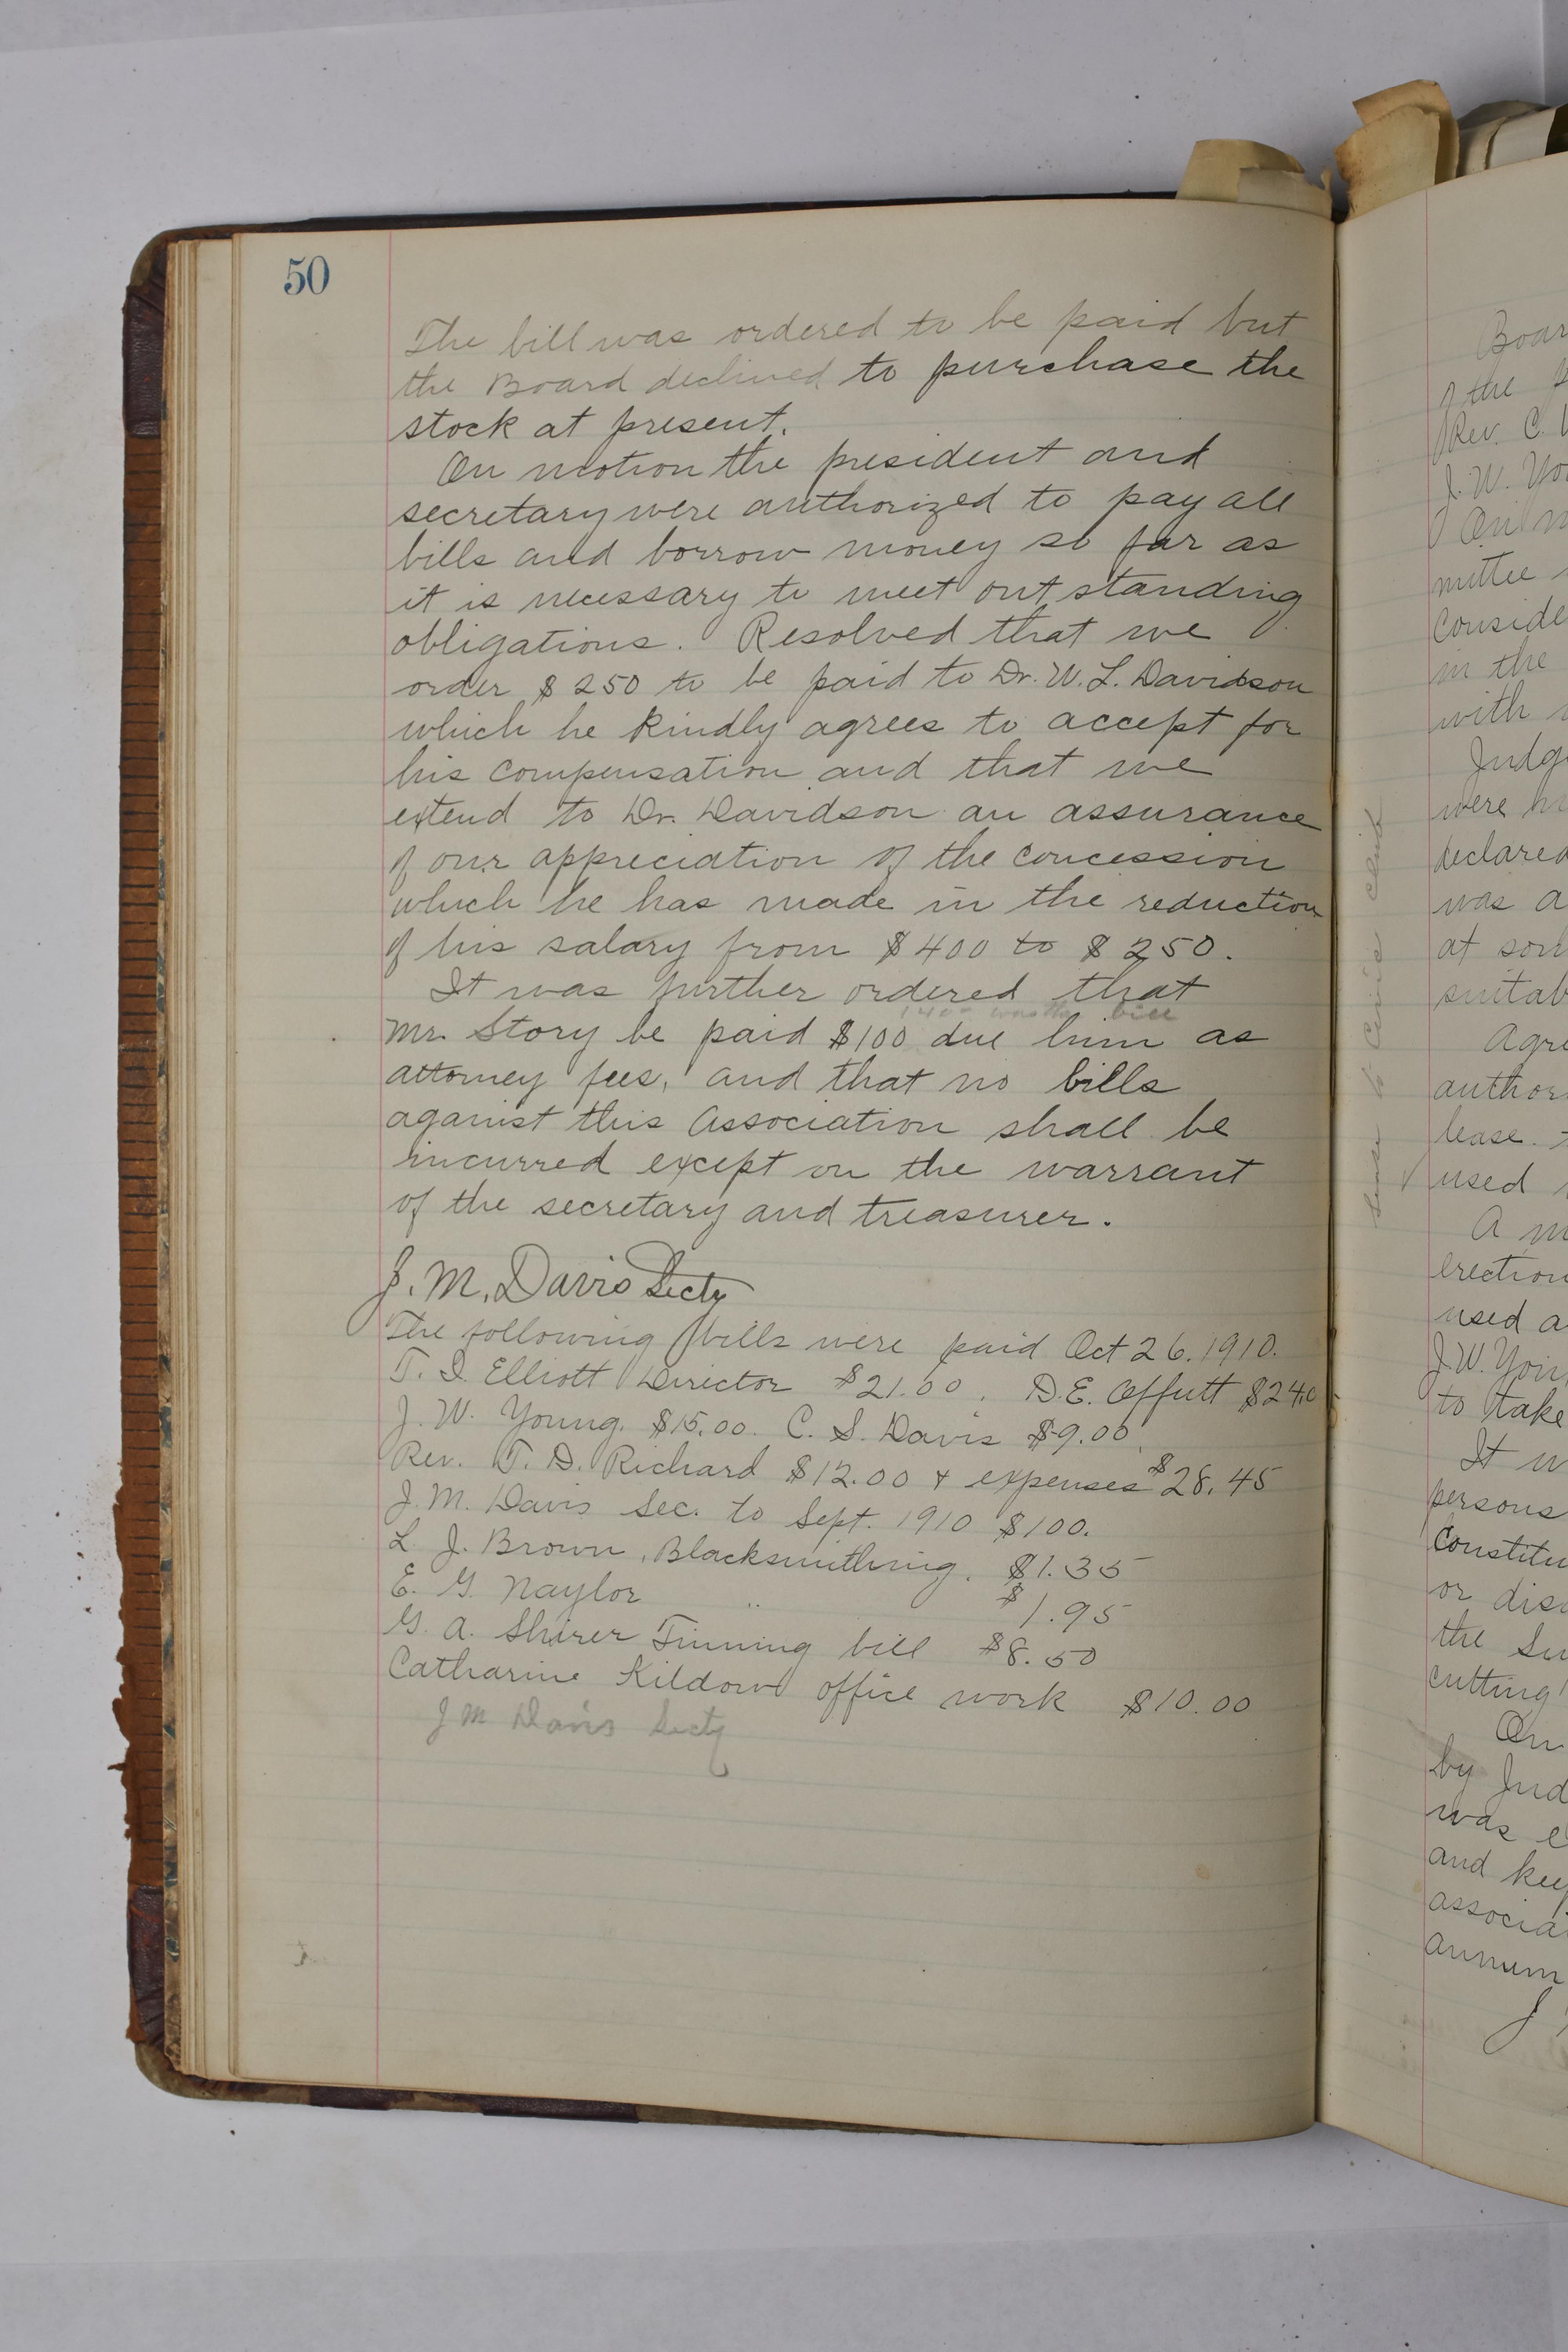 50
The bill was ordered to be paid but
the Board declined to purchase the
stock at present.
On motion the president and
secretary were authorized to pay all
bills and borrow money so far as
it is necessary to meet outstanding
obligations. Resolved that we
order $250 to be paid to Dr. W. L. Davidson
which he kindly agrees to accept for
his compensation and that we
extend to Dr. Davidson an assurance
of our appreciation of the concession
which he has made in the reduction
of his salary from $400 to $250.
It was further ordered that
was the bill
Mr. Story be paid $100 due him as
attorney fees, and that no bills
against this Association shall be
incurred except on the warrant
of the secretary and treasurer.
J. M. Davis Secty
The following bills were paid Oct 26. 1910.
T. I. Elliott Director $21.00. D. E. Offutt $24.0
J. W. Young. $15.00. C. S. Davis $9.00.
Rev. T. D. Richard $12.00 & expenses $28.45
J. M. Davis Sec. to Sept. 1910 $100.
L. J. Brown, Blacksmithing. $1.35
E. G. Naylor " $1.95
G. A. Shirer Tinning bill $8.50
Catharine Kildow office work $10.00
J M Davis Secty
Boar
of the
Rev. C.
J. W. You
On m
mittee
Conside
in the
with
Judg
were
declared
was a
at som
suitab
Agre
author
lease.
used
A m
erection
used a
J. W. Youn
to take
It w
persons
Constitu
or disc
the Su
cutting
On
by Jud
was e
and kee
associa
annum
J